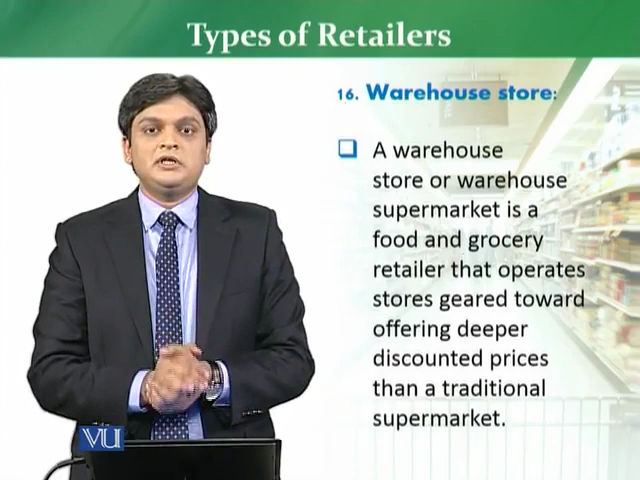 Types of Retailers
16. Warehouse store:
A warehouse
store or warehouse
supermarket is a
food and grocery
retailer that operates
stores geared toward
offering deeper
discounted prices
than a traditional
supermarket.
VU